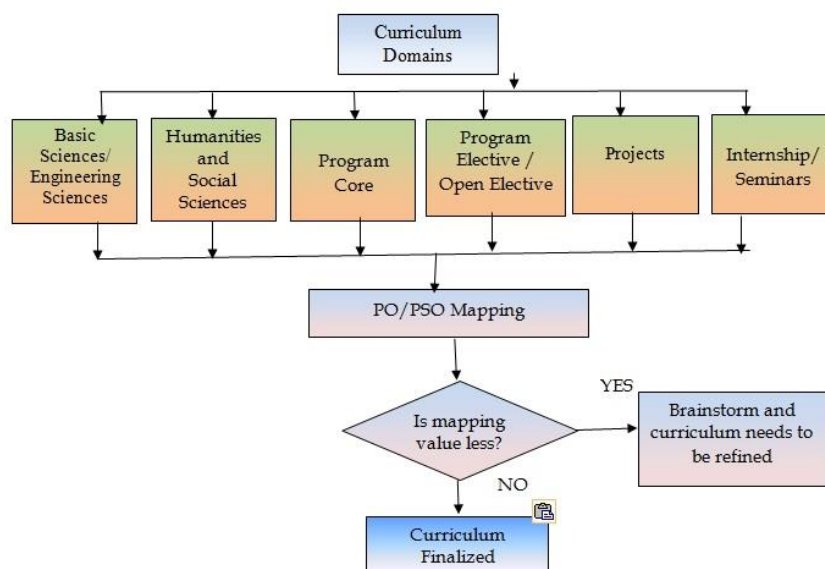 Curriculum
Domains
Basic
Sciences/
Engineering
Sciences
Humanities
and
Social
Sciences
Program
Core
Program
Elective /
Open Elective
Projects
Internship/
Seminars
PO/PSO Mapping
Is mapping
value less?
YES
Brainstorm and
curriculum needs to
be refined
NO
Curriculum
Finalized